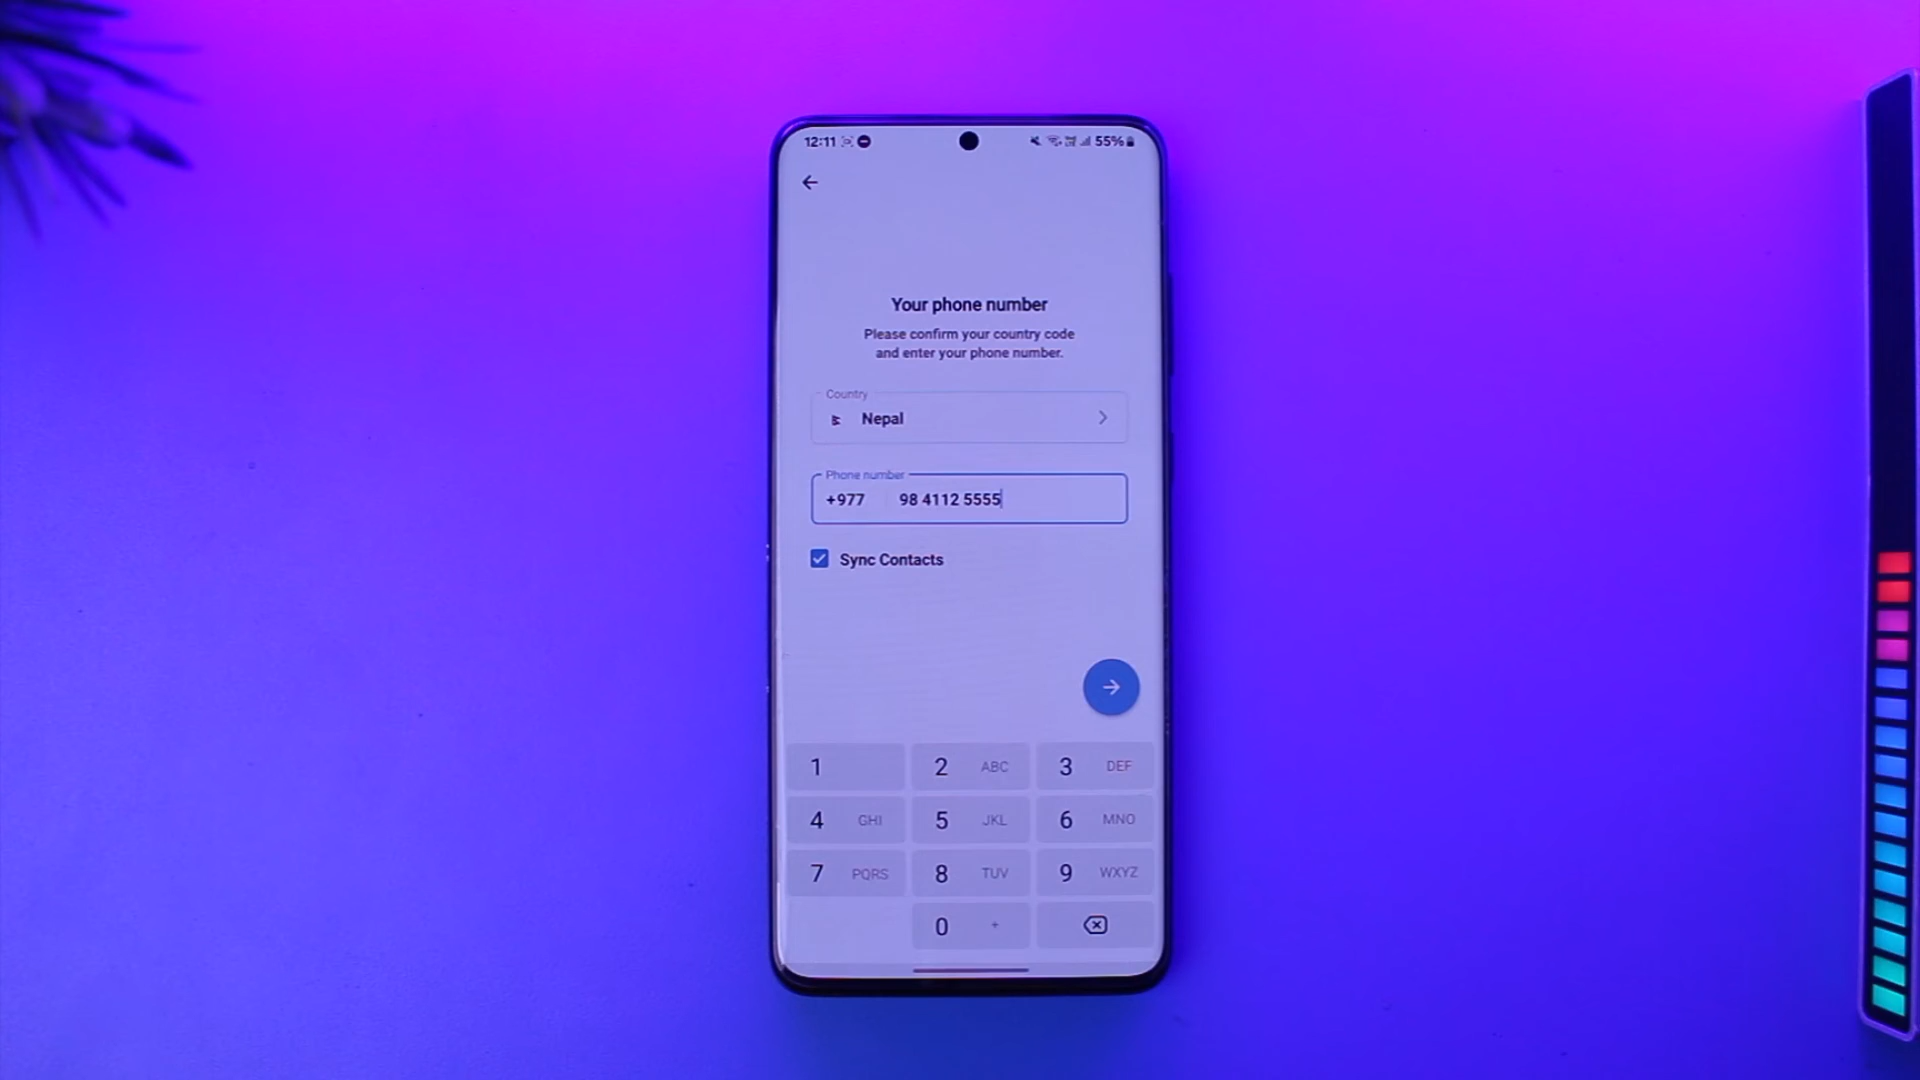 12:11
55%
Your phone number
Please confirm your country code
and enter your phone number.
Country
Nepal
Phone number
+977 98 4112 5555
Sync Contacts
1 2 ABC 3 DEF
4 GHI 5 JKL 6 MNO
7 PQRS 8 TUV 9 WXYZ
0 +